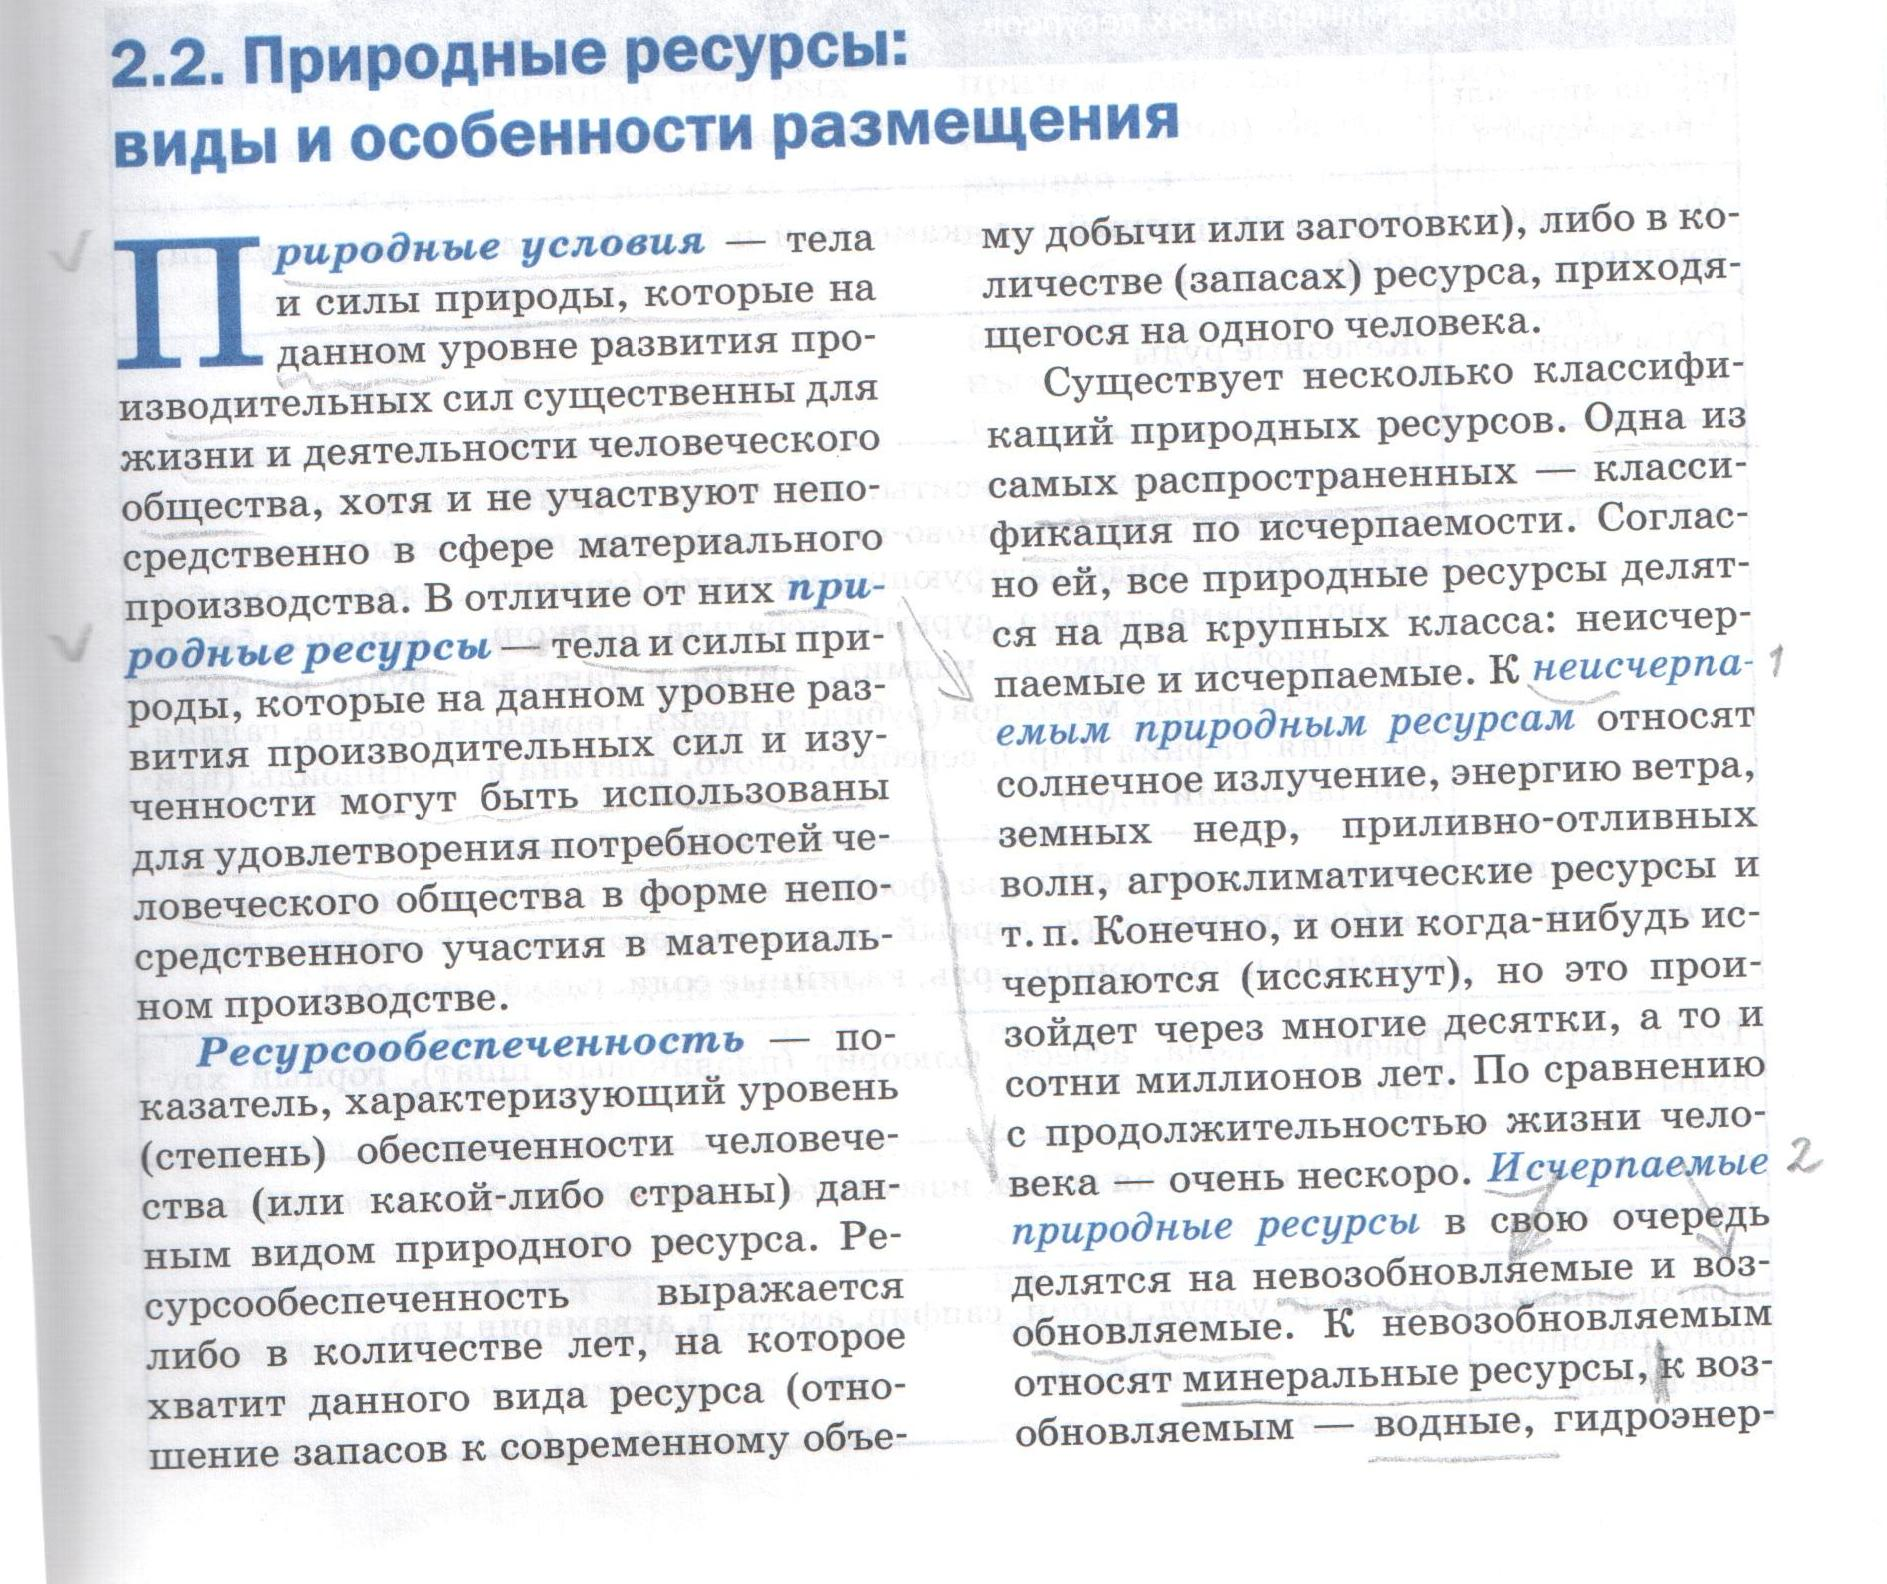 2.2. Природные ресурсы:
виды и особенности размещения
Природные условия — тела
и силы природы, которые на
данном уровне развития про-
изводительных сил существенны для
жизни и деятельности человеческого
общества, хотя и не участвуют непо-
средственно в сфере материального
производства. В отличие от них при-
родные ресурсы — тела и силы при-
роды, которые на данном уровне раз-
вития производительных сил и изу-
ченности могут быть использованы
для удовлетворения потребностей че-
ловеческого общества в форме непо-
средственного участия в материаль-
ном производстве.
Ресурсообеспеченность — по-
казатель, характеризующий уровень
(степень) обеспеченности человече-
ства (или какой-либо страны) дан-
ным видом природного ресурса. Ре-
сурсообеспеченность выражается
либо в количестве лет, на которое
хватит данного вида ресурса (отно-
шение запасов к современному объе-
му добычи или заготовки), либо в ко-
личестве (запасах) ресурса, приходя-
щегося на одного человека.
Существует несколько классифи-
каций природных ресурсов. Одна из
самых распространенных — класси-
фикация по исчерпаемости. Соглас-
но ей, все природные ресурсы делят-
ся на два крупных класса: неисчер-
паемые и исчерпаемые. К неисчерпа- 1
емым природным ресурсам относят
солнечное излучение, энергию ветра,
земных недр, приливно-отливных
волн, агроклиматические ресурсы и
т. п. Конечно, и они когда-нибудь ис-
черпаются (иссякнут), но это прои-
зойдет через многие десятки, а то и
сотни миллионов лет. По сравнению
с продолжительностью жизни чело-
века — очень нескоро. Исчерпаемые 2
природные ресурсы в свою очередь
делятся на невозобновляемые и воз-
обновляемые. К невозобновляемым
относят минеральные ресурсы, к воз-
обновляемым — водные, гидроэнер-